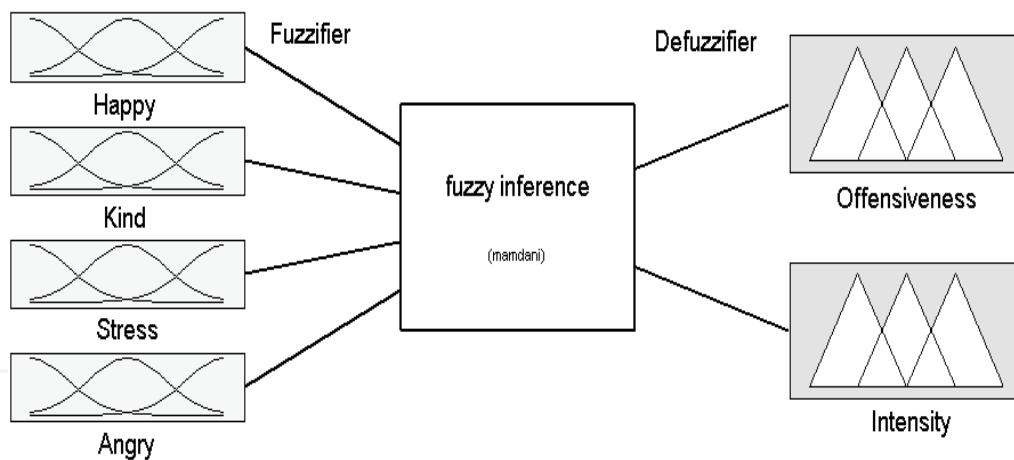 Fuzzifier
Defuzzifier
Happy
Kind
Stress
Angry
fuzzy inference
(mamdani)
Offensiveness
Intensity